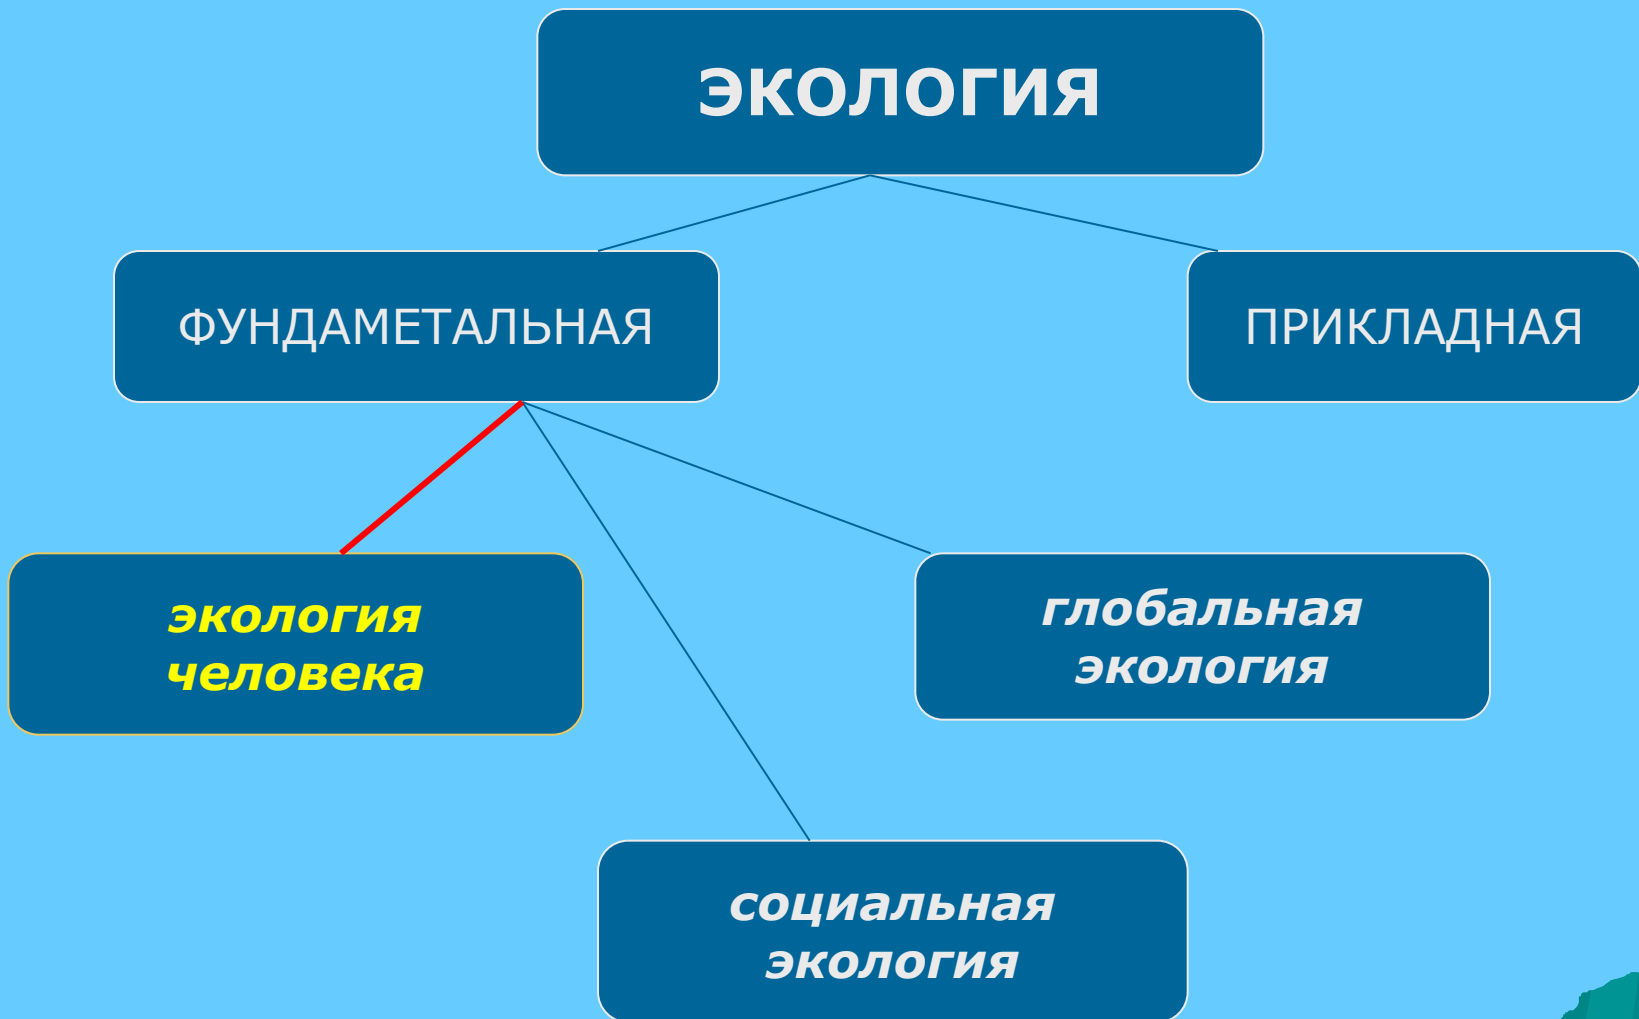 ЭКОЛОГИЯ
ФУНДАМЕТАЛЬНАЯ
ПРИКЛАДНАЯ
экология
человека
глобальная
экология
социальная
экология